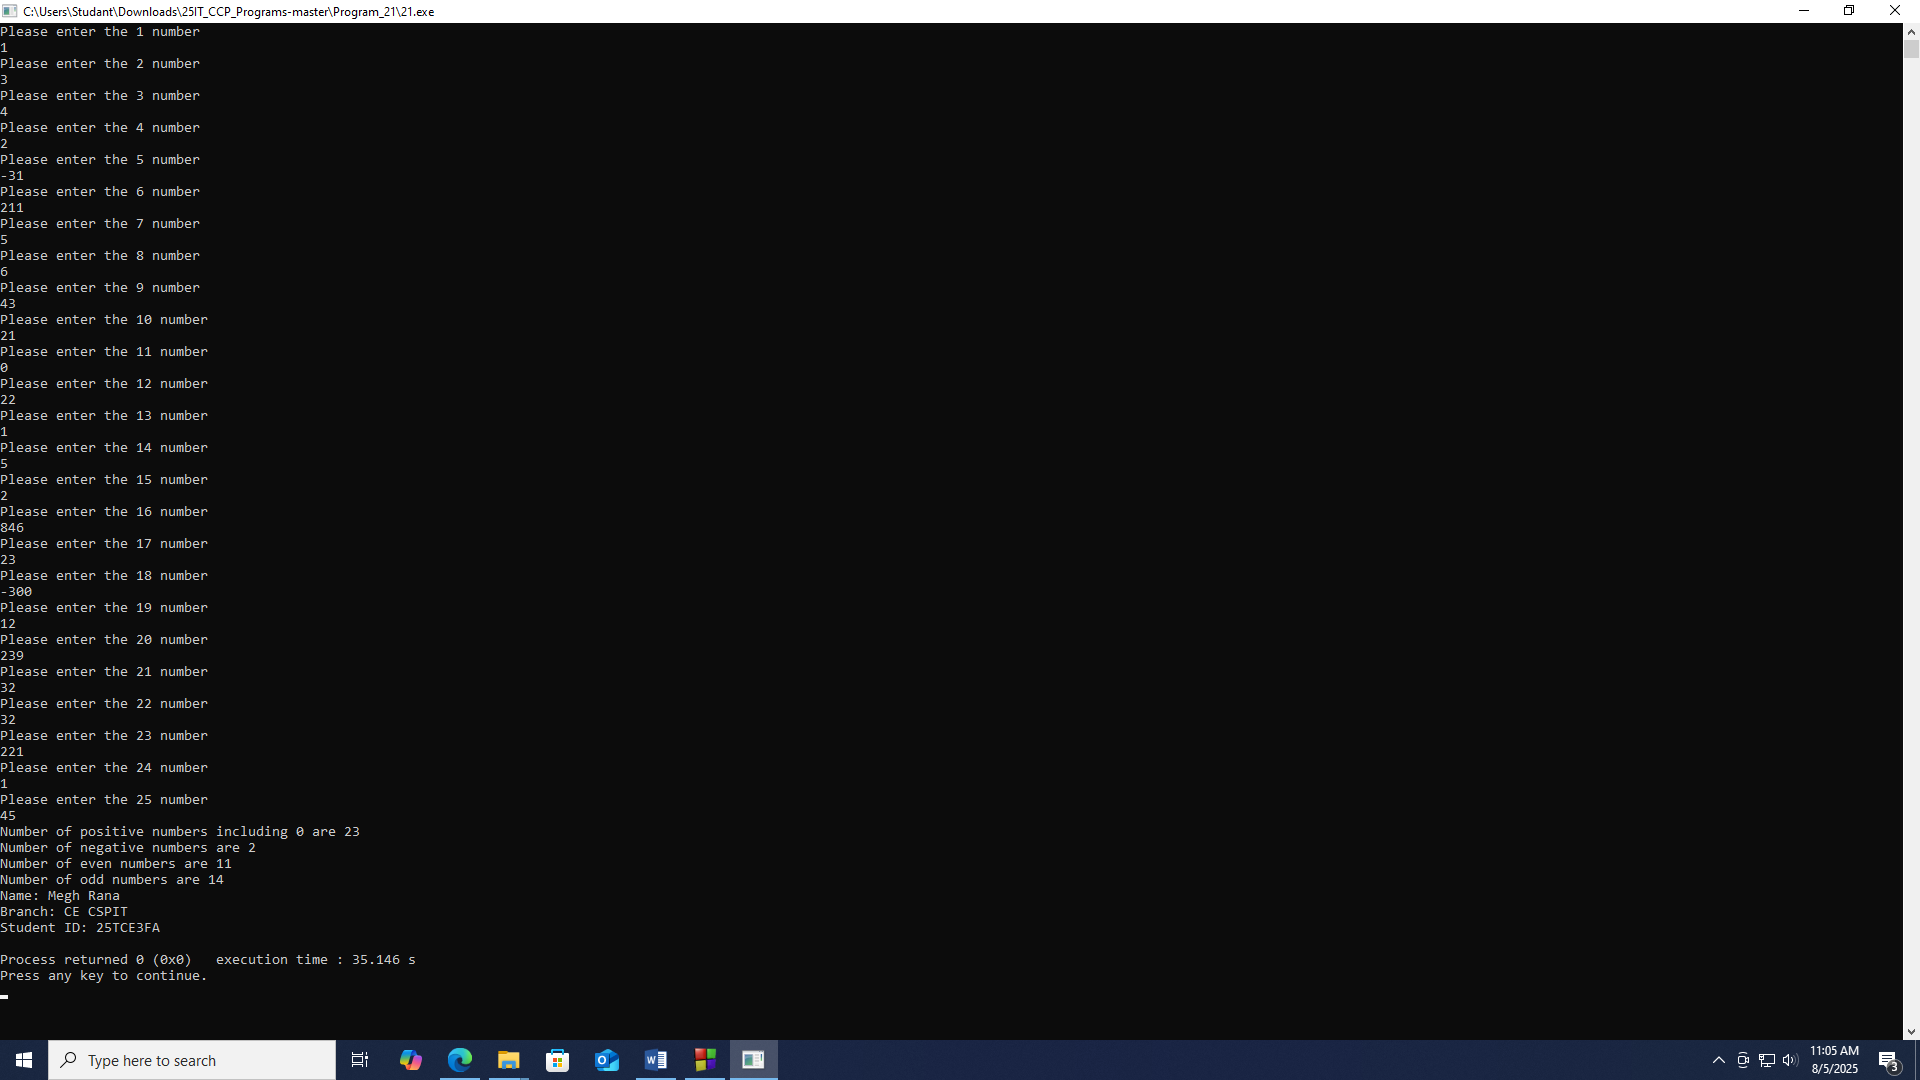 C:\Users\Studant\Downloads\25IT_CCP_Programs-master\Program_21\21.exe
Please enter the 1 number
1
Please enter the 2 number
3
Please enter the 3 number
4
Please enter the 4 number
2
Please enter the 5 number
-31
Please enter the 6 number
211
Please enter the 7 number
5
Please enter the 8 number
6
Please enter the 9 number
43
Please enter the 10 number
21
Please enter the 11 number
0
Please enter the 12 number
22
Please enter the 13 number
1
Please enter the 14 number
5
Please enter the 15 number
2
Please enter the 16 number
846
Please enter the 17 number
23
Please enter the 18 number
-300
Please enter the 19 number
12
Please enter the 20 number
239
Please enter the 21 number
32
Please enter the 22 number
32
Please enter the 23 number
221
Please enter the 24 number
1
Please enter the 25 number
45
Number of positive numbers including 0 are 23
Number of negative numbers are 2
Number of even numbers are 11
Number of odd numbers are 14
Name: Megh Rana
Branch: CE CSPIT
Student ID: 25TCE3FA
Process returned 0 (0x0)   execution time : 35.146 s
Press any key to continue.
Type here to search
11:05 AM
8/5/2025
3